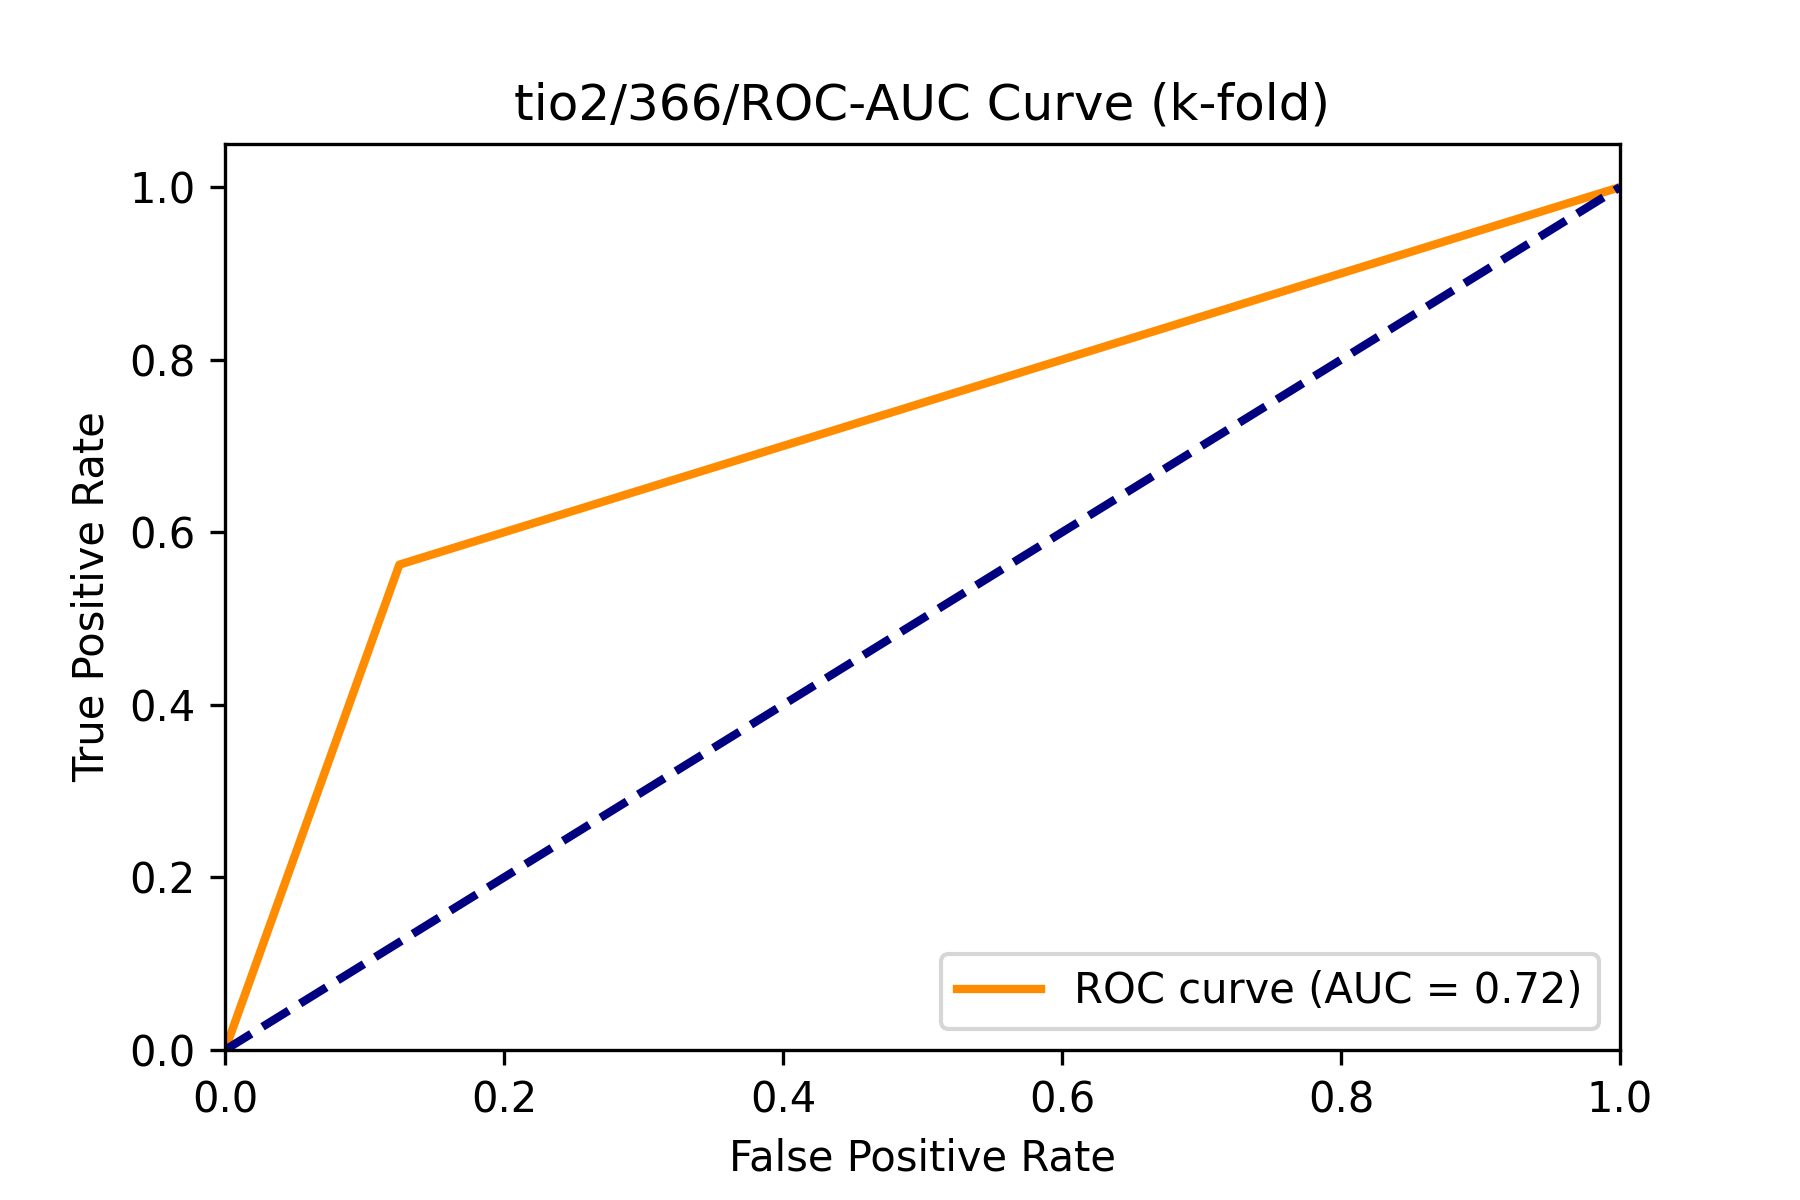 tio2/366/ROC-AUC Curve (k-fold)
1.0
0.8
0.6
0.4
0.2
0.0
True Positive Rate
ROC curve (AUC = 0.72)
0.0 0.2 0.4 0.6 0.8 1.0
False Positive Rate